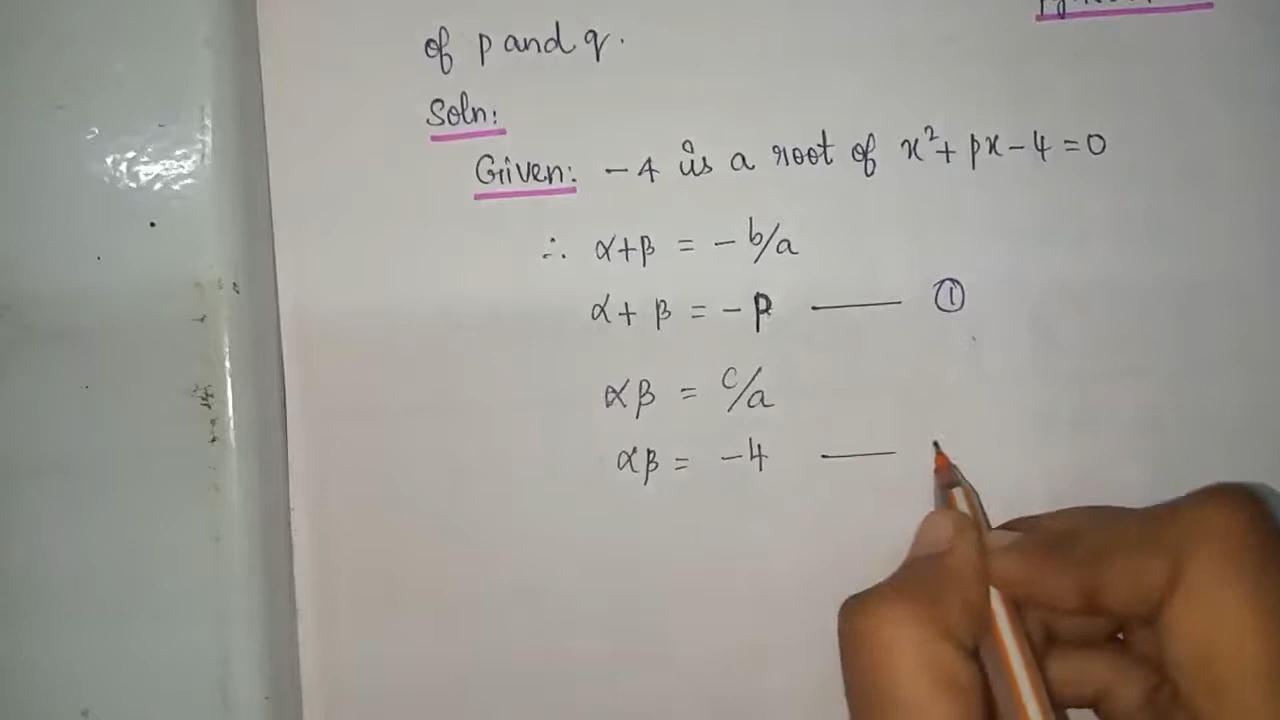 of p and q.
Soln:
Given: -4 is a root of x²+px-4=0
∴ α+β = -b/a
α+β = -p —— ①
αβ = c/a
αβ = -4 ——